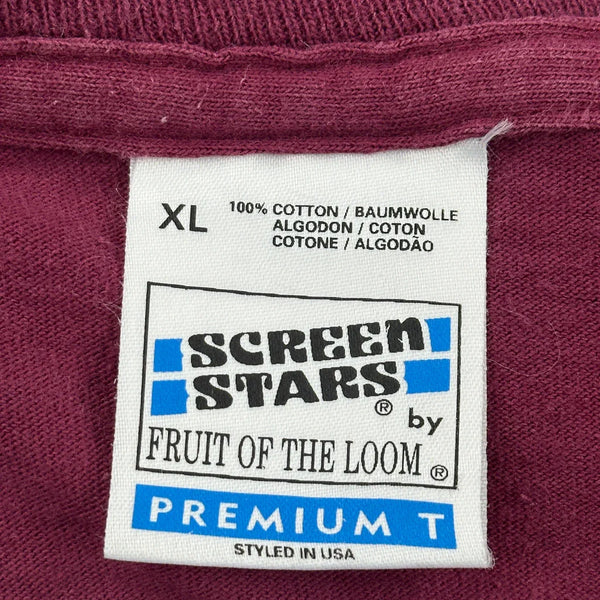 XL
100% COTTON / BAUMWOLLE
ALGODON / COTON
COTONE / ALGODÃO
SCREEN
STARS ®
by
FRUIT OF THE LOOM ®
PREMIUM T
STYLED IN USA